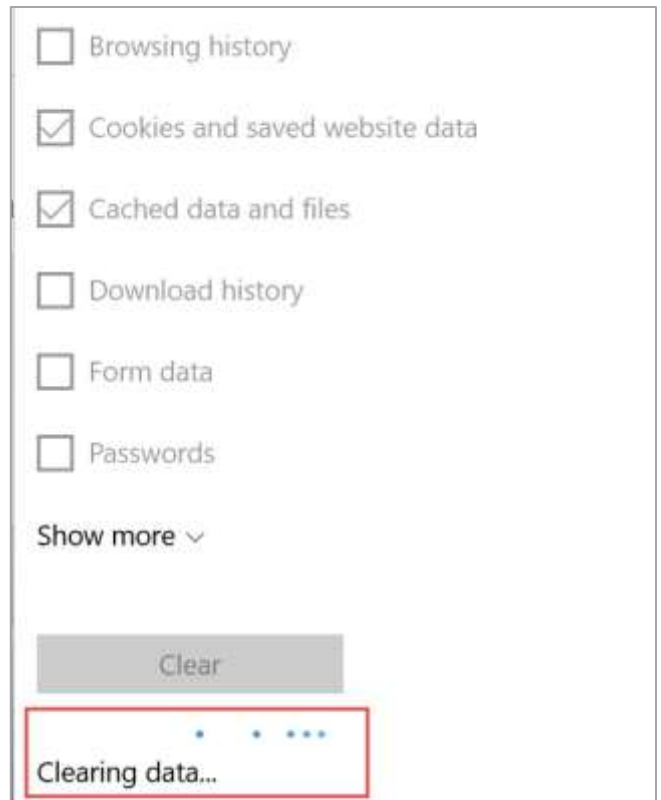 Browsing history
Cookies and saved website data
Cached data and files
Download history
Form data
Passwords
Show more
Clear
Clearing data...